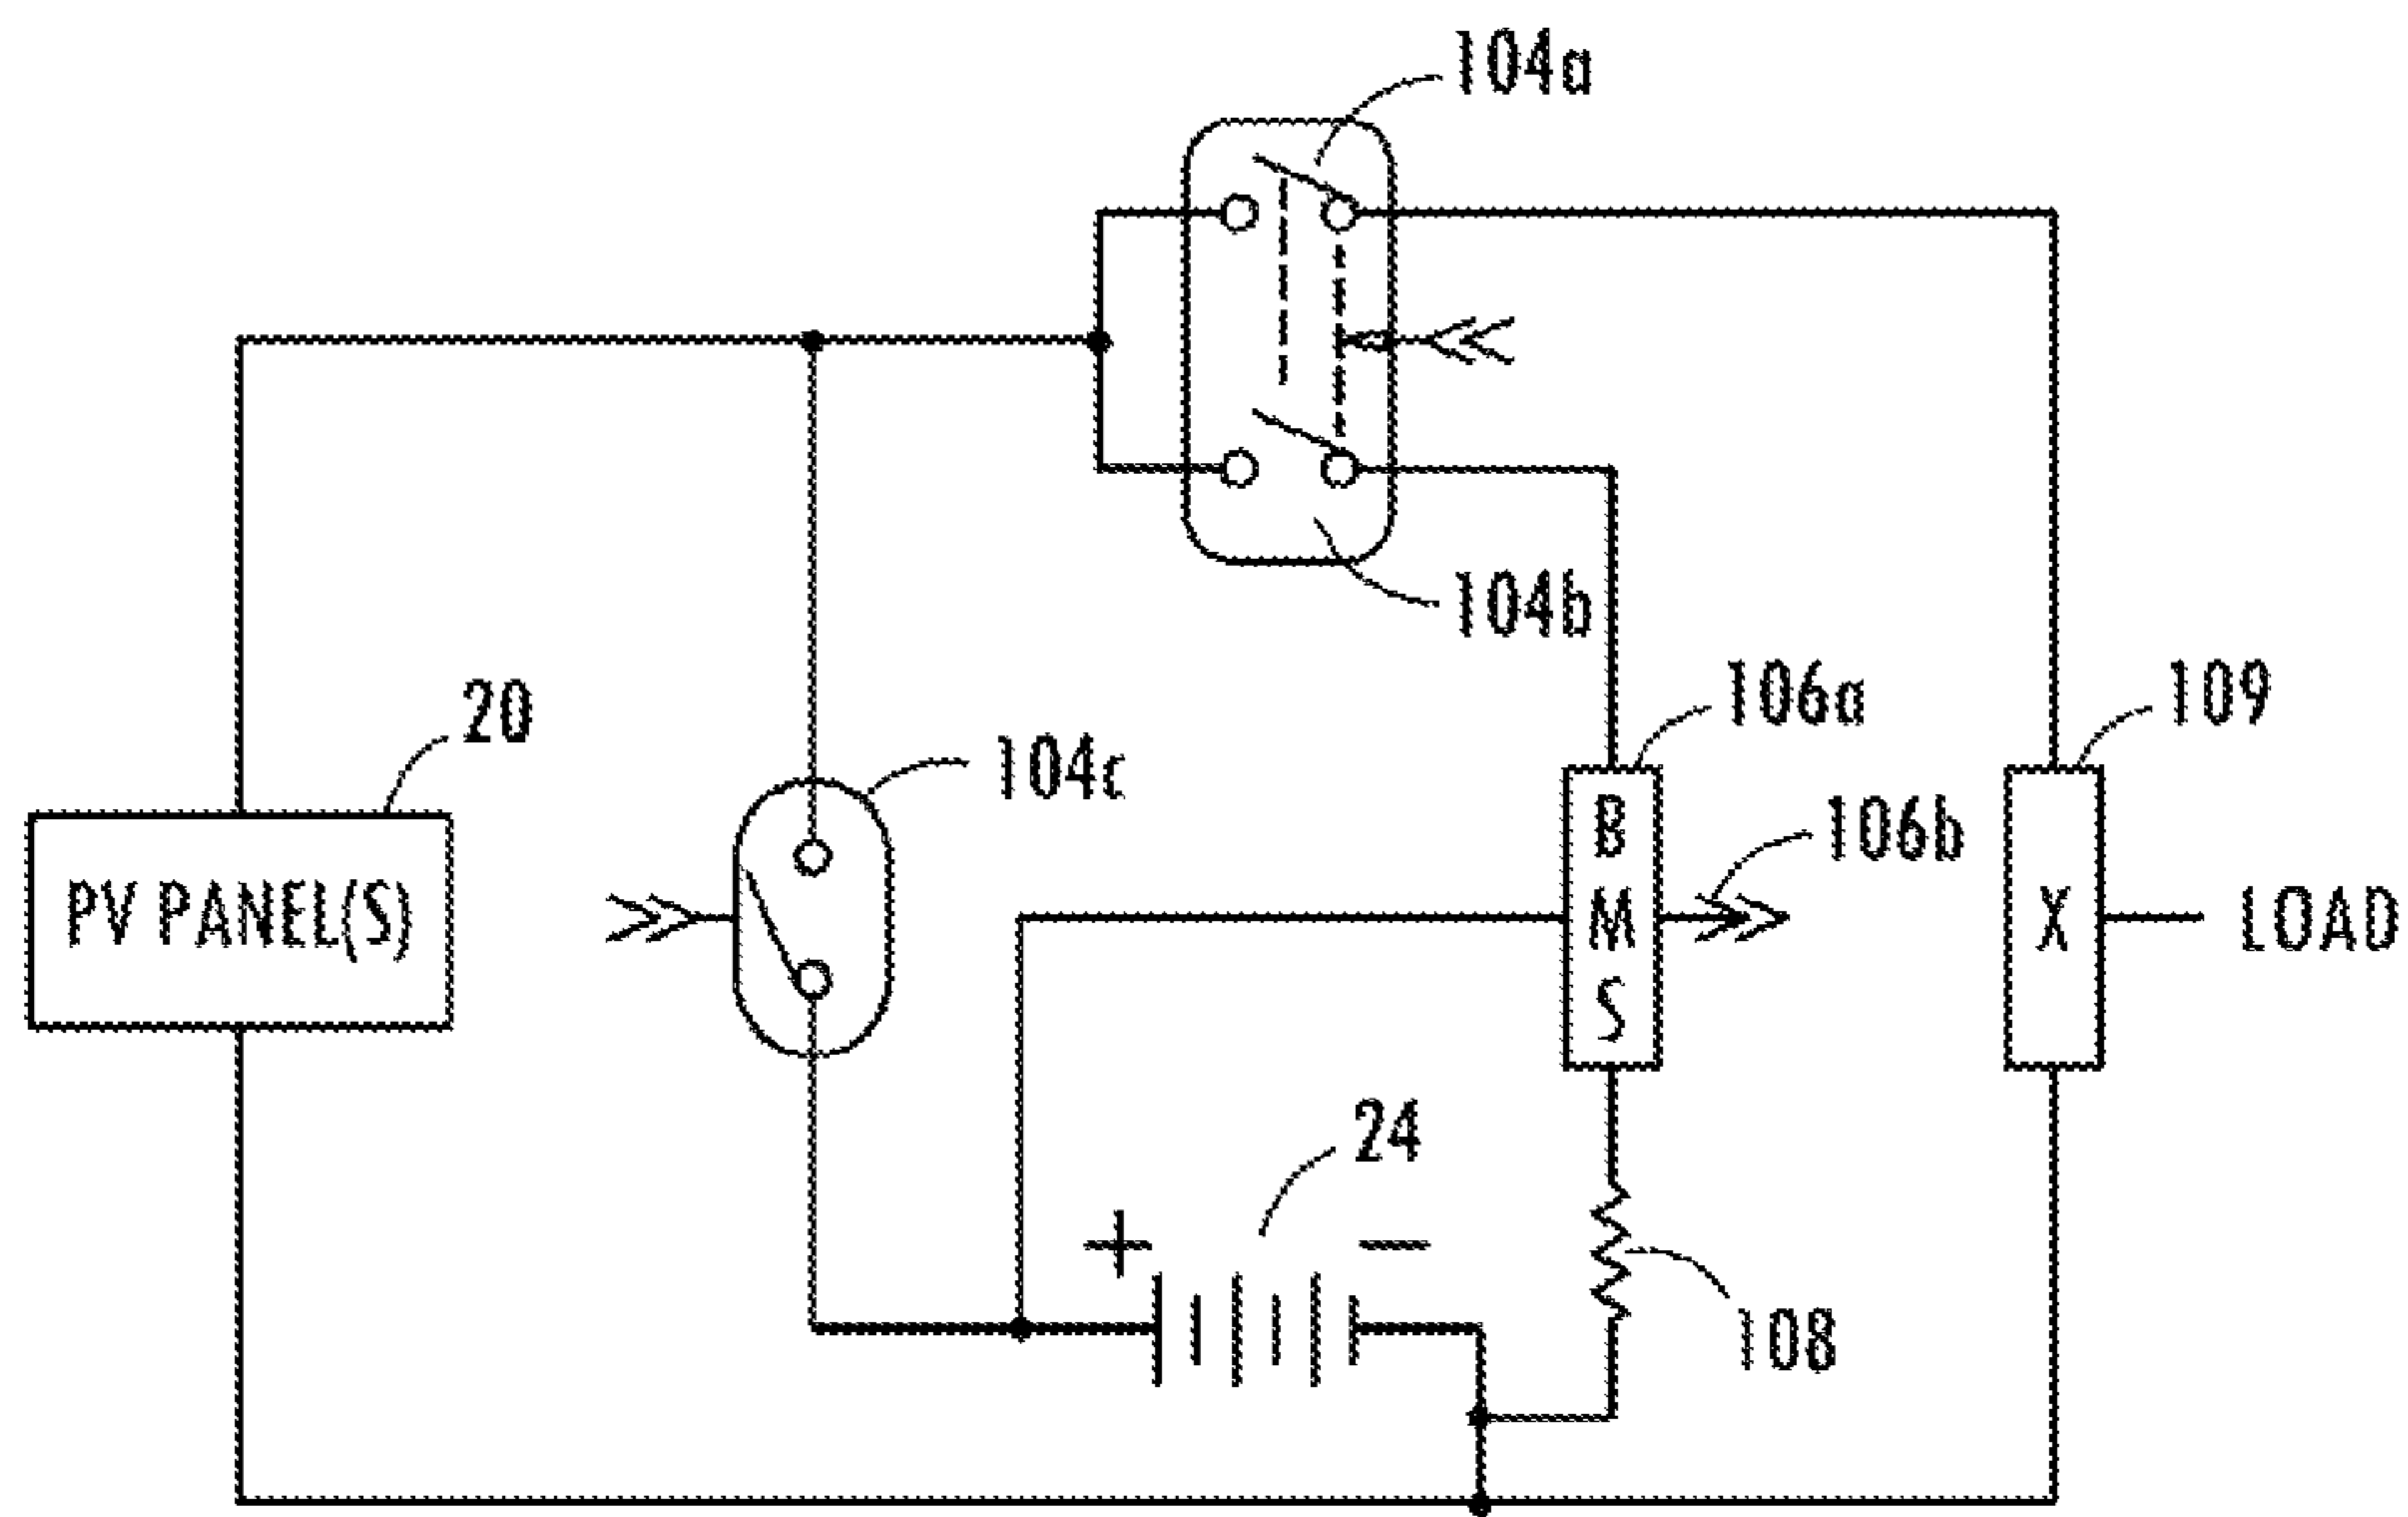 104a
104b
20
106a
109
104c
106b
PV PANEL(S)
B
M
S
X
LOAD
24
+
−
108